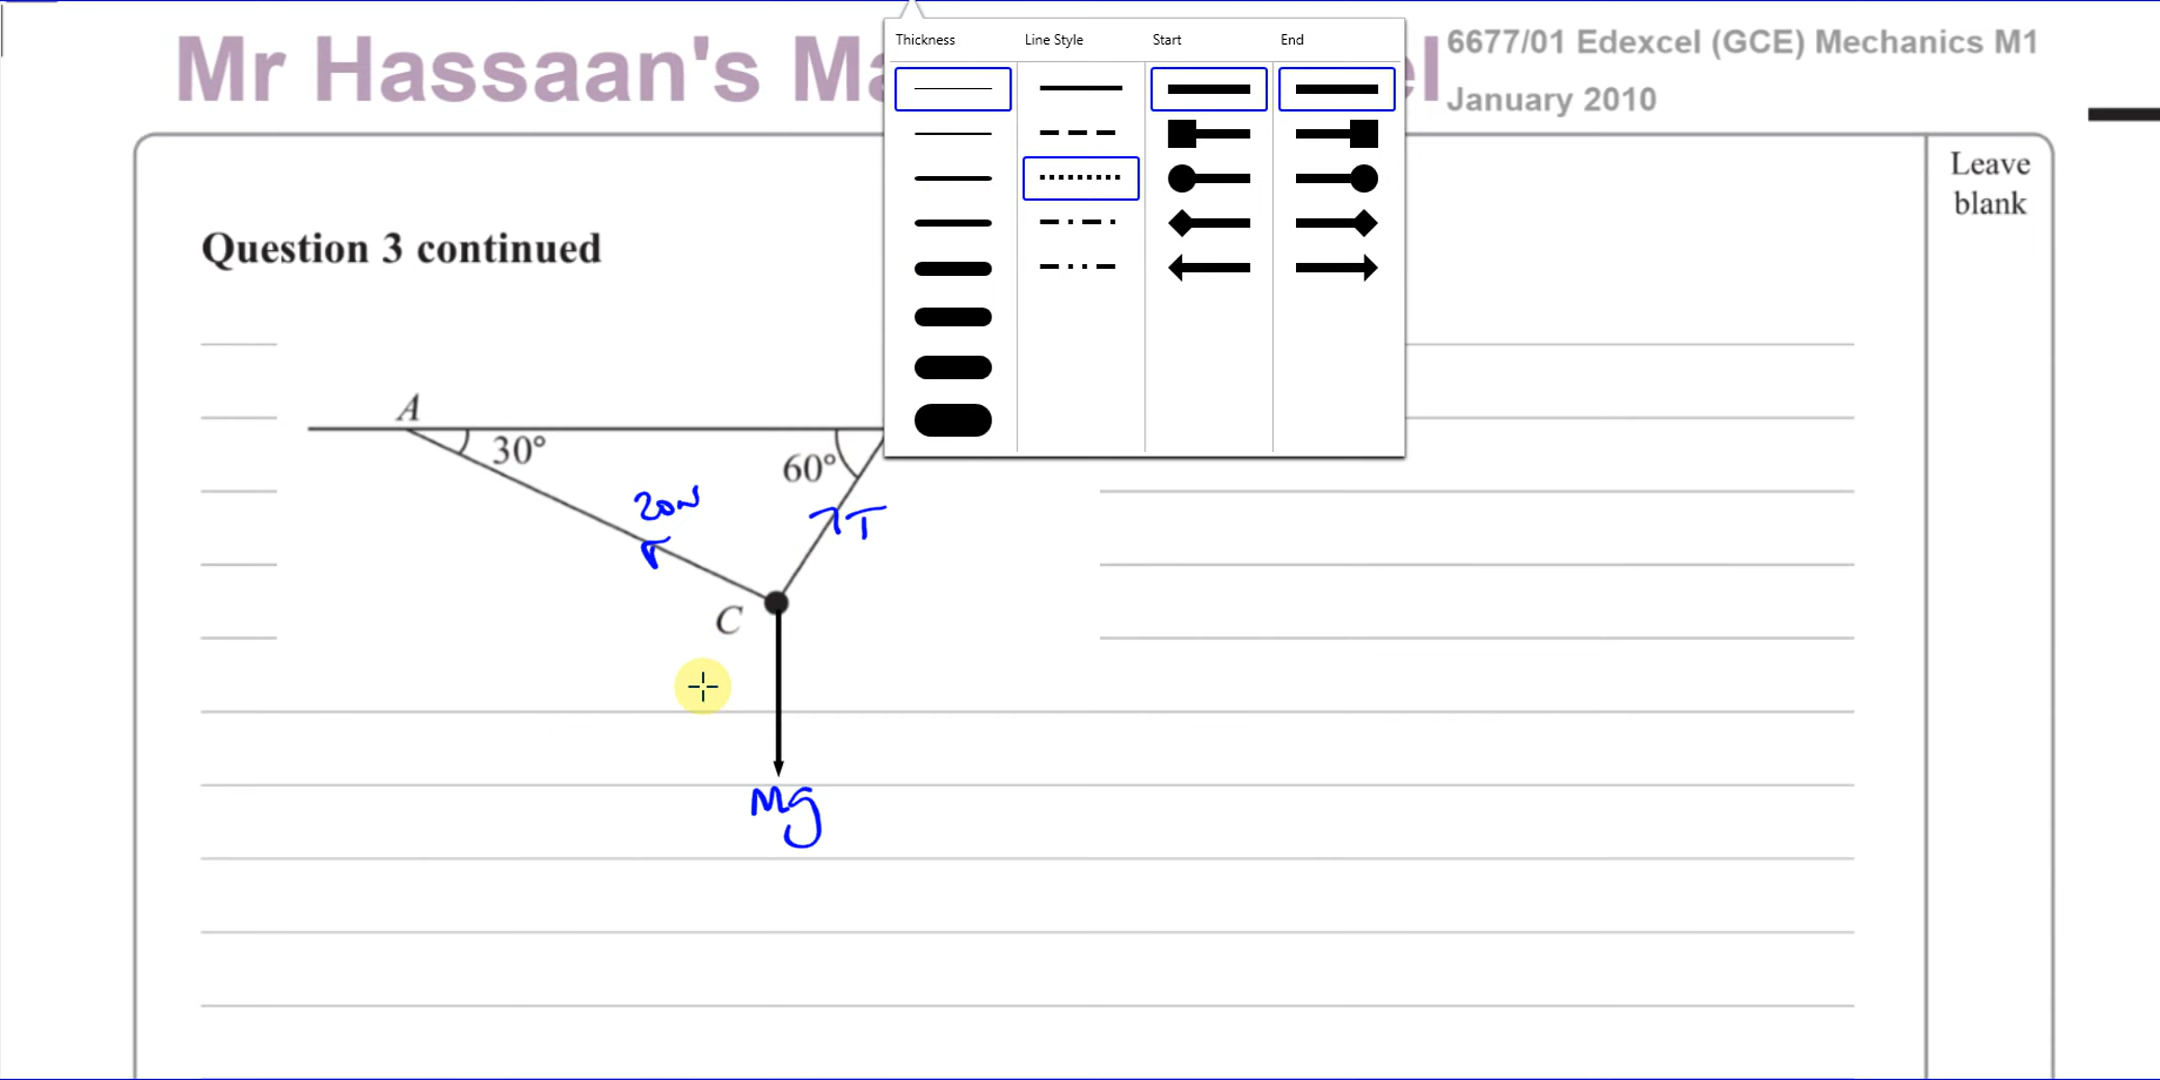 Mr Hassaan's Ma
el
6677/01 Edexcel (GCE) Mechanics M1
January 2010
Thickness
Line Style
Start
End
Leave
blank
Question 3 continued
A
30°
60°
20N
T
C
Mg